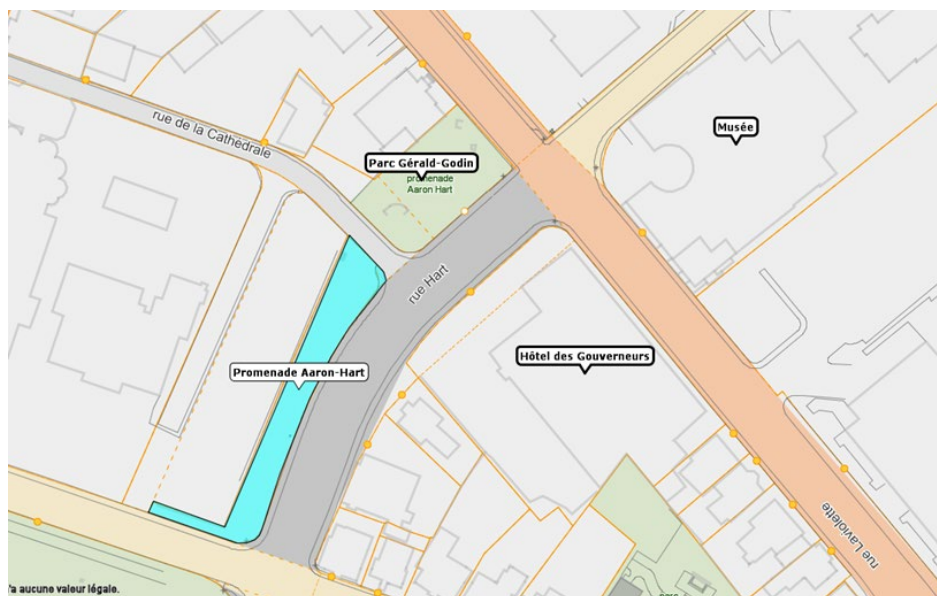 rue de la Cathédrale
Musée
Parc Gérald-Godin
promenade
Aaron Hart
rue Hart
Hôtel des Gouverneurs
Promenade Aaron-Hart
rue Laviolette
'a aucune valeur légale.